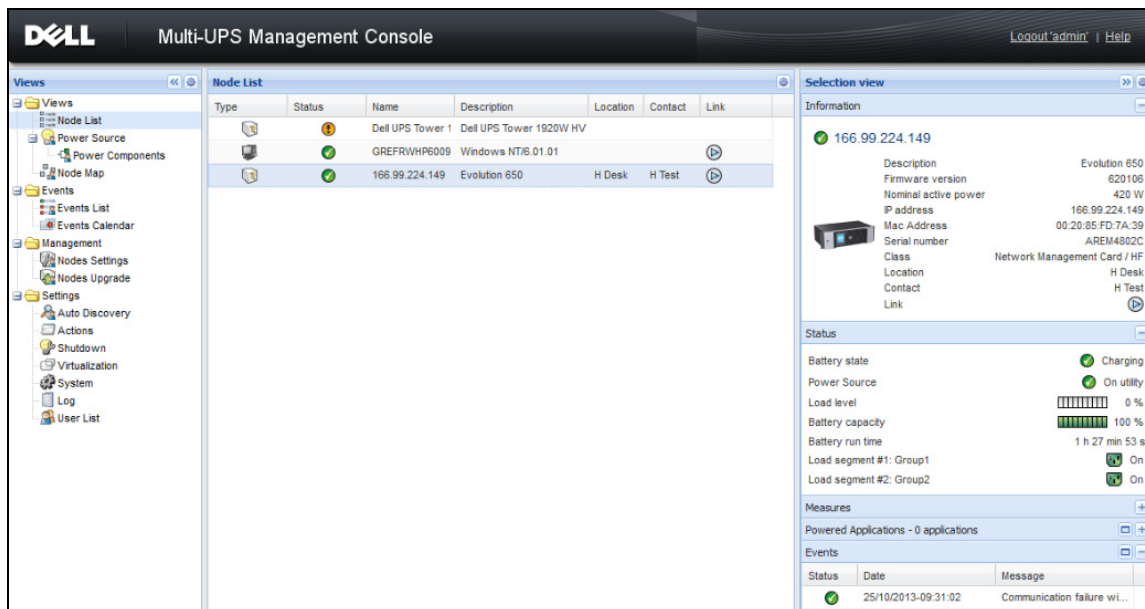 DELL Multi-UPS Management Console Logout 'admin' | Help
Views
Views
Node List
Power Source
Power Components
Node Map
Events
Events List
Events Calendar
Management
Nodes Settings
Nodes Upgrade
Settings
Auto Discovery
Actions
Shutdown
Virtualization
System
Log
User List
Node List
Type Status Name Description Location Contact Link
Dell UPS Tower 1 Dell UPS Tower 1920W HV
GREFRWHP6009 Windows NT/6.01.01
166.99.224.149 Evolution 650 H Desk H Test
Selection view
Information
166.99.224.149
Description Evolution 650
Firmware version 620106
Nominal active power 420 W
IP address 166.99.224.149
Mac Address 00:20:85:FD:7A:39
Serial number AREM4802C
Class Network Management Card / HF
Location H Desk
Contact H Test
Link
Status
Battery state Charging
Power Source On utility
Load level 0 %
Battery capacity 100 %
Battery run time 1 h 27 min 53 s
Load segment #1: Group1 On
Load segment #2: Group2 On
Measures
Powered Applications - 0 applications
Events
Status Date Message
25/10/2013-09:31:02 Communication failure wi...